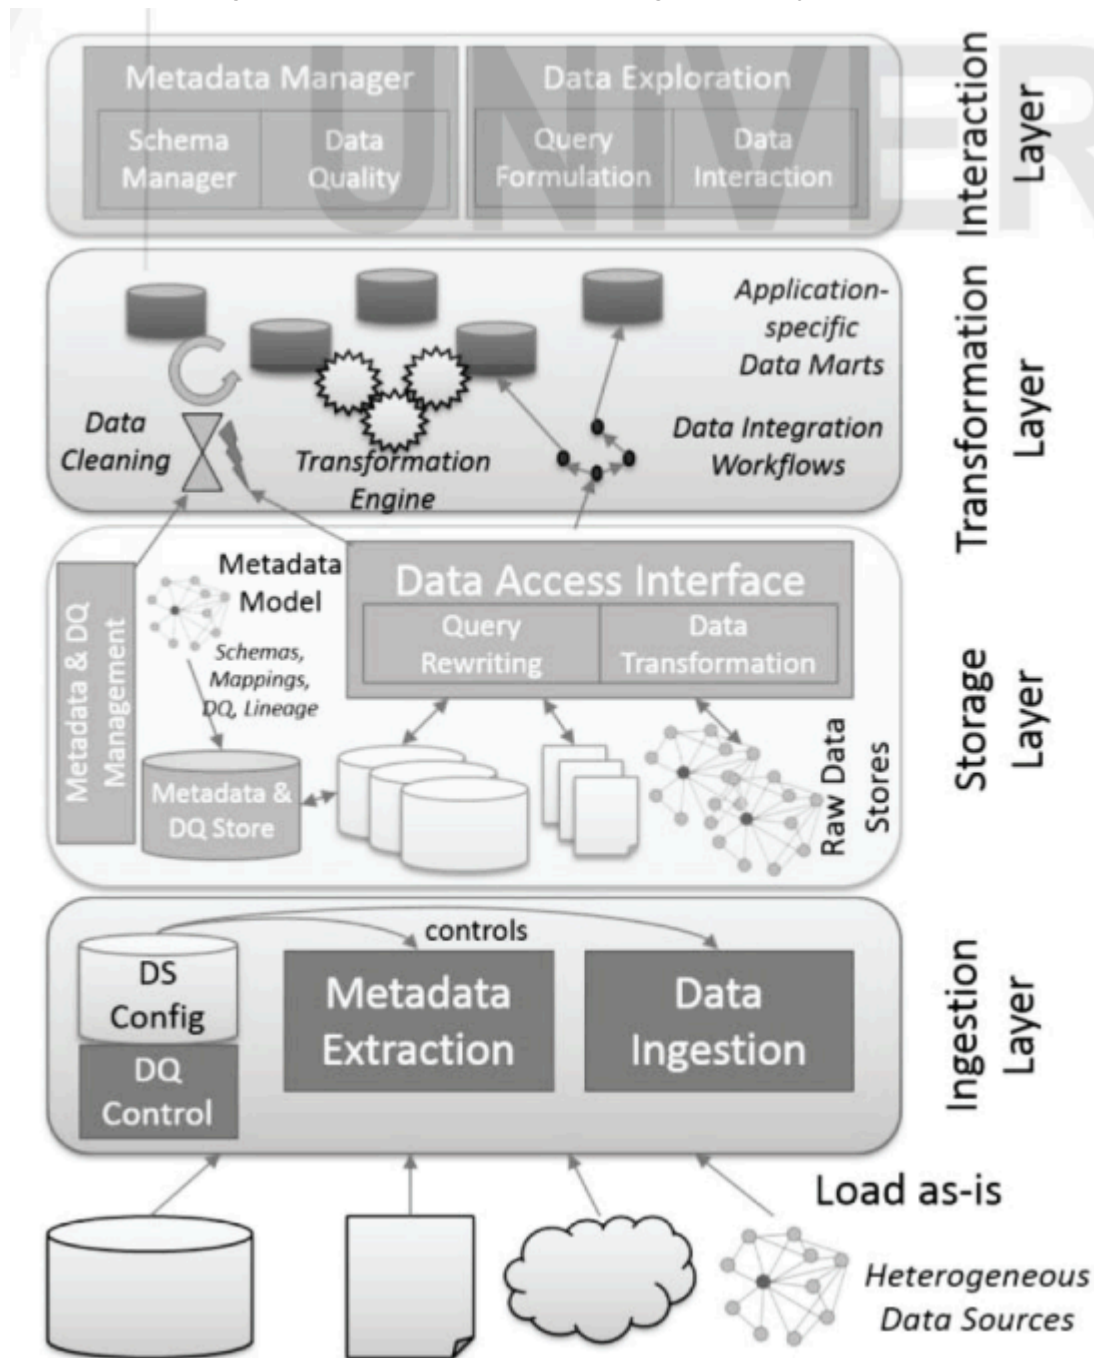 UNIVER
Metadata Manager
Schema
Manager
Data
Quality
Data Exploration
Query
Formulation
Data
Interaction
Interaction
Layer
Application-
specific
Data Marts
Data
Cleaning
Transformation
Engine
Data Integration
Workflows
Transformation
Layer
Metadata & DQ
Management
Metadata
Model
Schemas,
Mappings,
DQ, Lineage
Data Access Interface
Query
Rewriting
Data
Transformation
Metadata &
DQ Store
Raw Data
Stores
Storage
Layer
controls
DS
Config
DQ
Control
Metadata
Extraction
Data
Ingestion
Ingestion
Layer
Load as-is
Heterogeneous
Data Sources